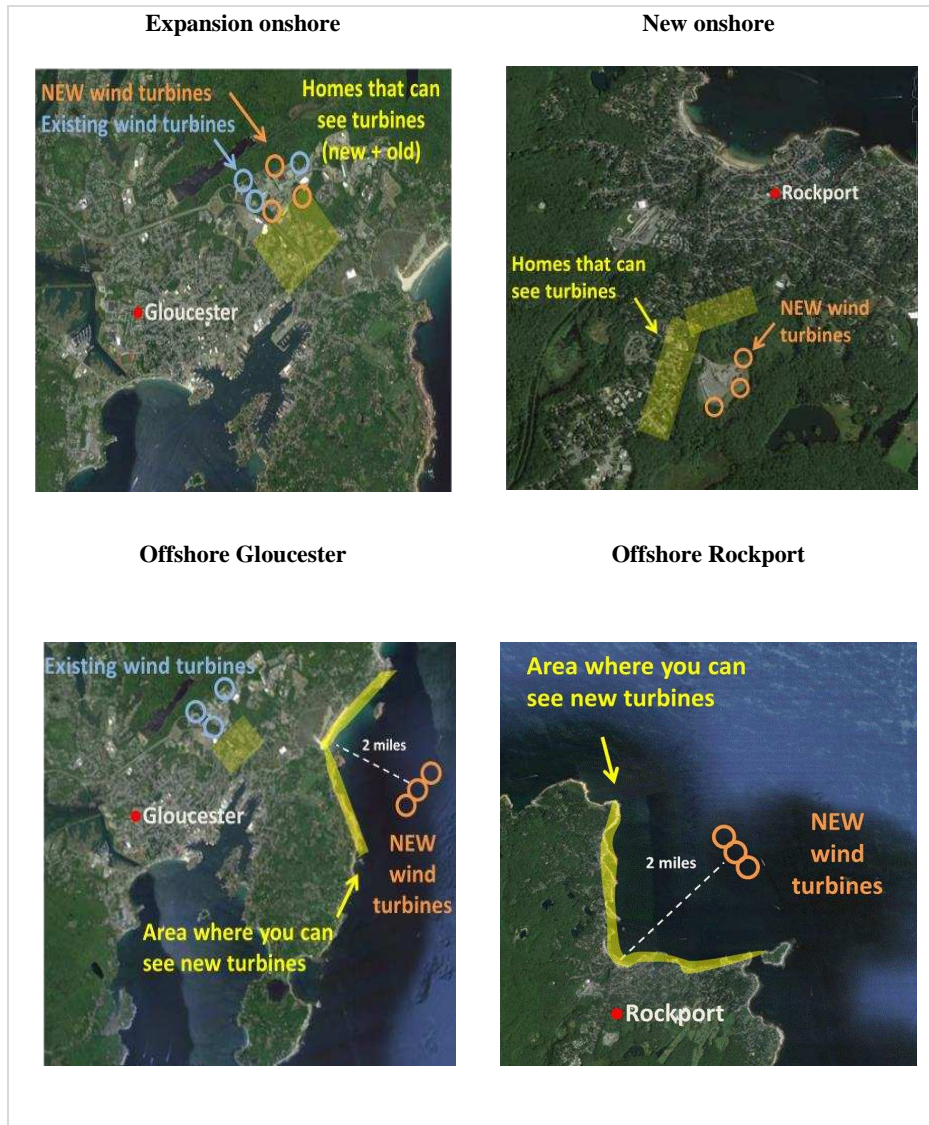 Expansion onshore
New onshore
NEW wind turbines
Existing wind turbines
Homes that can
see turbines
(new + old)
Gloucester
Rockport
Homes that can
see turbines
NEW wind
turbines
Offshore Gloucester
Offshore Rockport
Existing wind turbines
2 miles
Gloucester
NEW
wind
turbines
Area where you can
see new turbines
Area where you can
see new turbines
2 miles
NEW
wind
turbines
Rockport